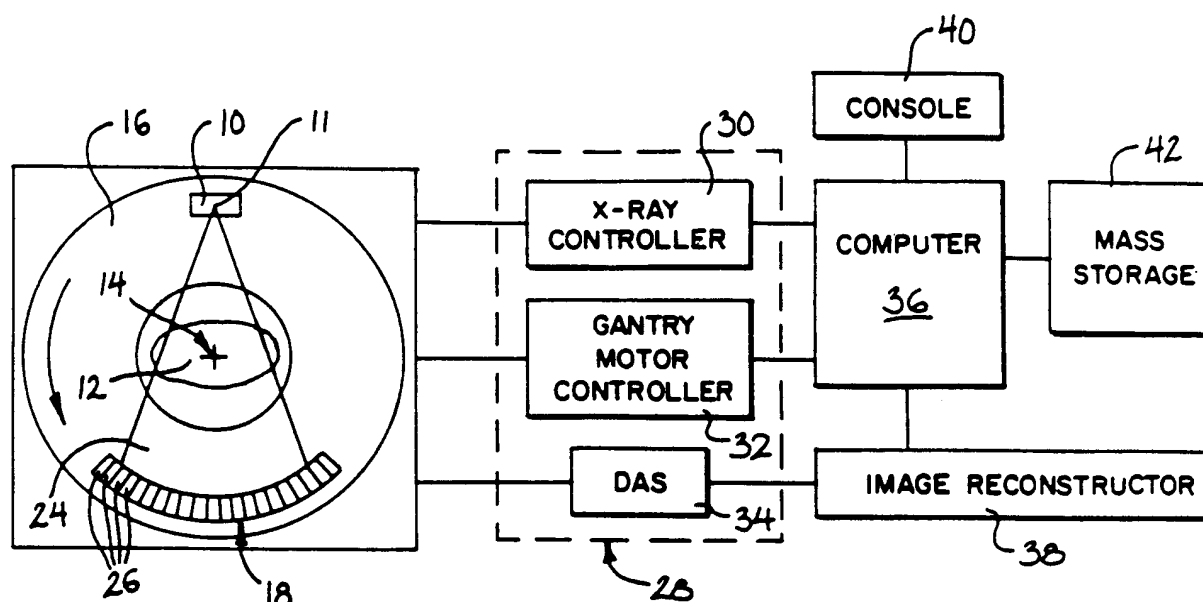 40
CONSOLE
16
10
11
30
42
X-RAY
CONTROLLER
COMPUTER
36
MASS
STORAGE
14
12
GANTRY
MOTOR
CONTROLLER
32
24
26
18
DAS
34
28
IMAGE RECONSTRUCTOR
38